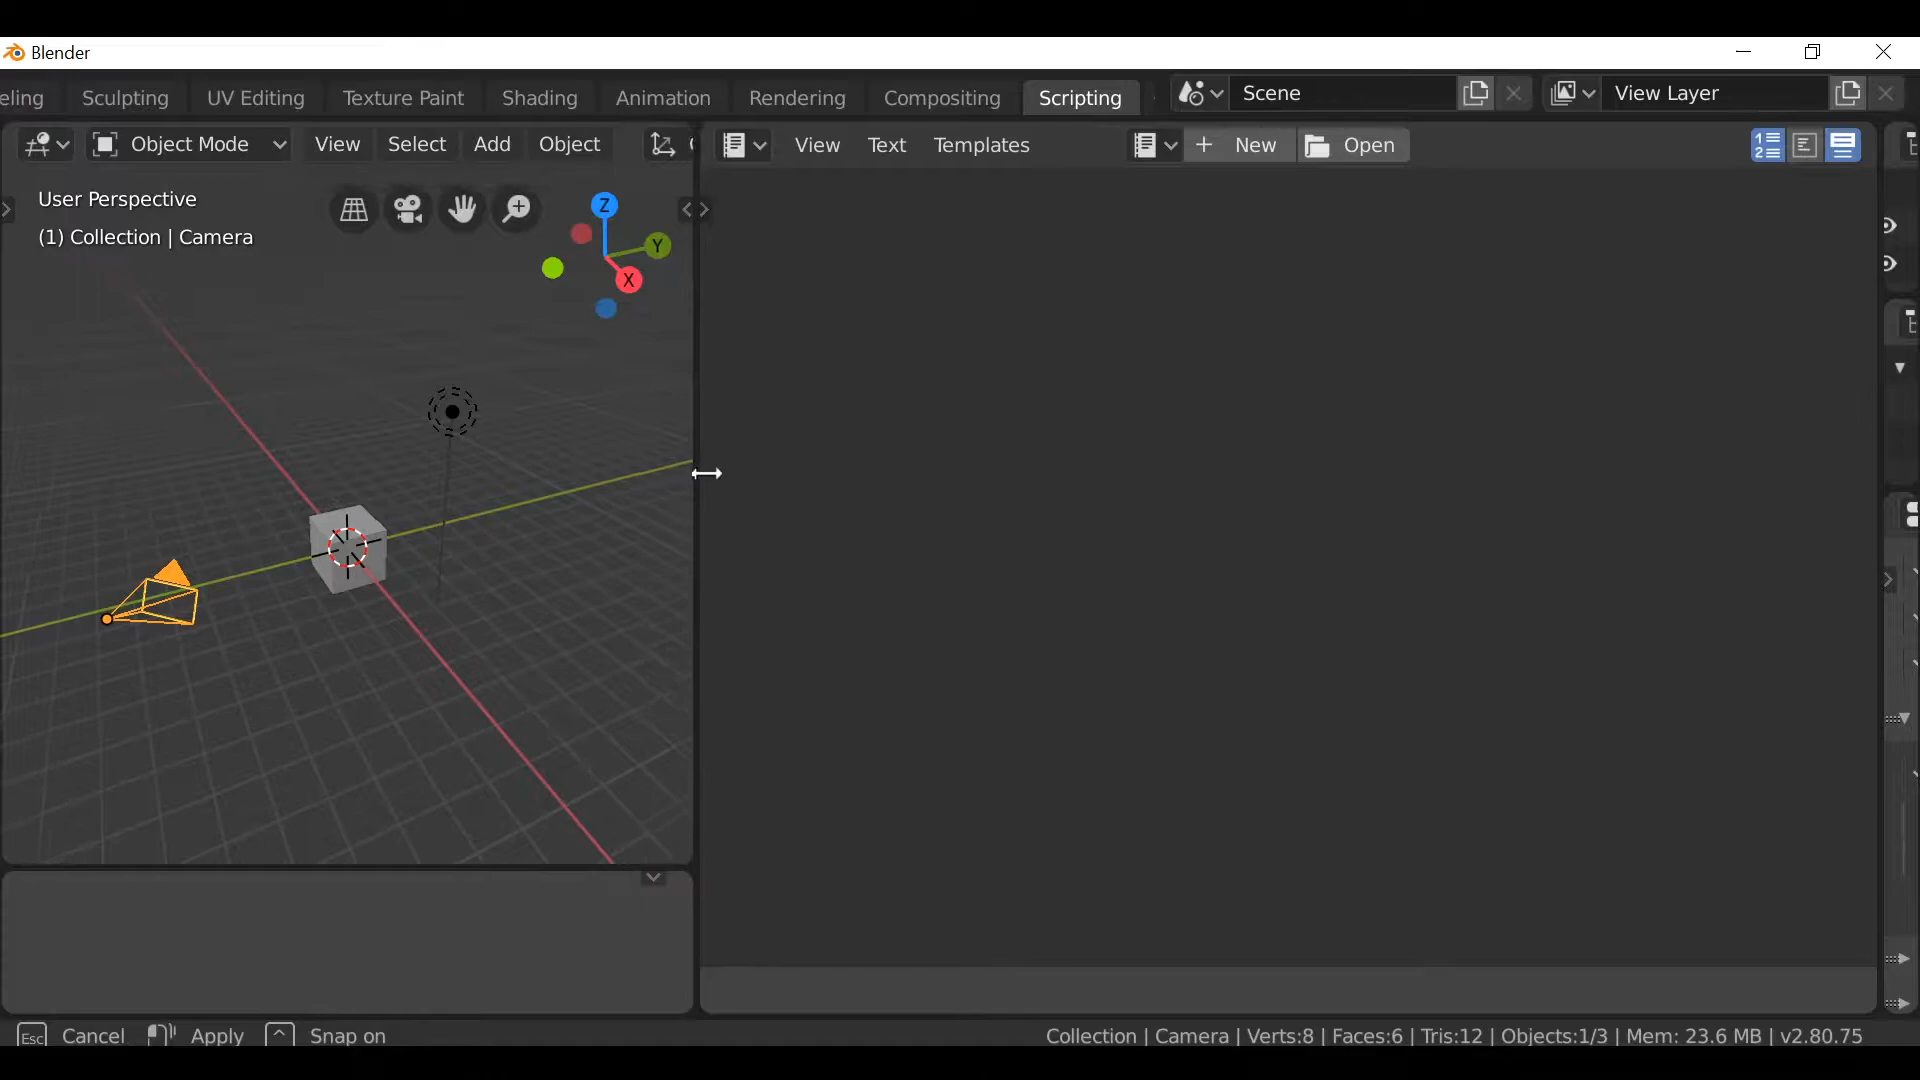 Blender
eling Sculpting UV Editing Texture Paint Shading Animation Rendering Compositing Scripting Scene View Layer
Object Mode View Select Add Object View Text Templates + New Open
User Perspective
(1) Collection | Camera
Z
Y
X
Esc Cancel Apply Snap on Collection | Camera | Verts:8 | Faces:6 | Tris:12 | Objects:1/3 | Mem: 23.6 MB | v2.80.75